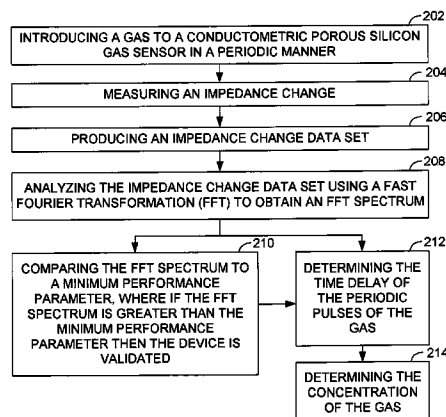 202
INTRODUCING A GAS TO A CONDUCTOMETRIC POROUS SILICON
GAS SENSOR IN A PERIODIC MANNER
204
MEASURING AN IMPEDANCE CHANGE
206
PRODUCING AN IMPEDANCE CHANGE DATA SET
208
ANALYZING THE IMPEDANCE CHANGE DATA SET USING A FAST
FOURIER TRANSFORMATION (FFT) TO OBTAIN AN FFT SPECTRUM
210
COMPARING THE FFT SPECTRUM TO
A MINIMUM PERFORMANCE
PARAMETER, WHERE IF THE FFT
SPECTRUM IS GREATER THAN THE
MINIMUM PERFORMANCE
PARAMETER THEN THE DEVICE IS
VALIDATED
212
DETERMINING THE
TIME DELAY OF
THE PERIODIC
PULSES OF THE
GAS
214
DETERMINING THE
CONCENTRATION
OF THE GAS